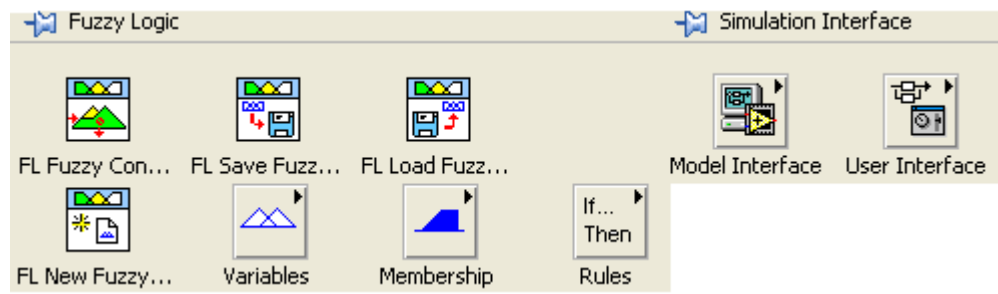 Fuzzy Logic
Simulation Interface
FL Fuzzy Con...
FL Save Fuzz...
FL Load Fuzz...
Model Interface
User Interface
If...
Then
FL New Fuzzy...
Variables
Membership
Rules